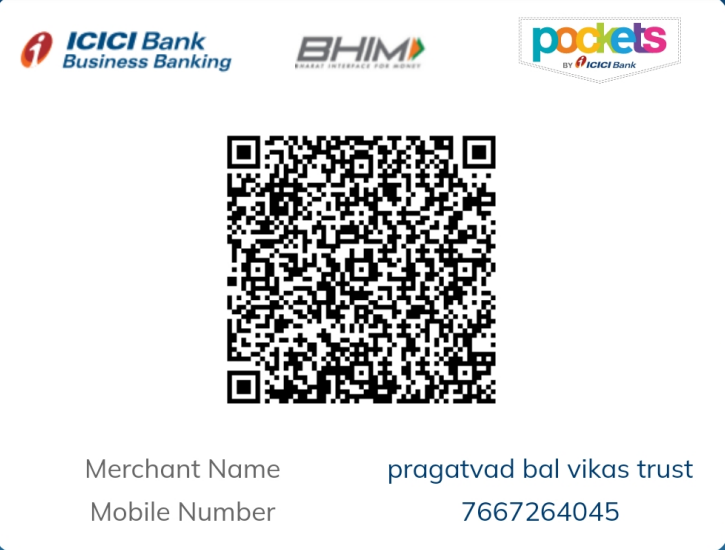 ICICI Bank
Business Banking
BHIM
BHARAT INTERFACE FOR MONEY
pockets
BY ICICI Bank
Merchant Name pragatvad bal vikas trust
Mobile Number 7667264045